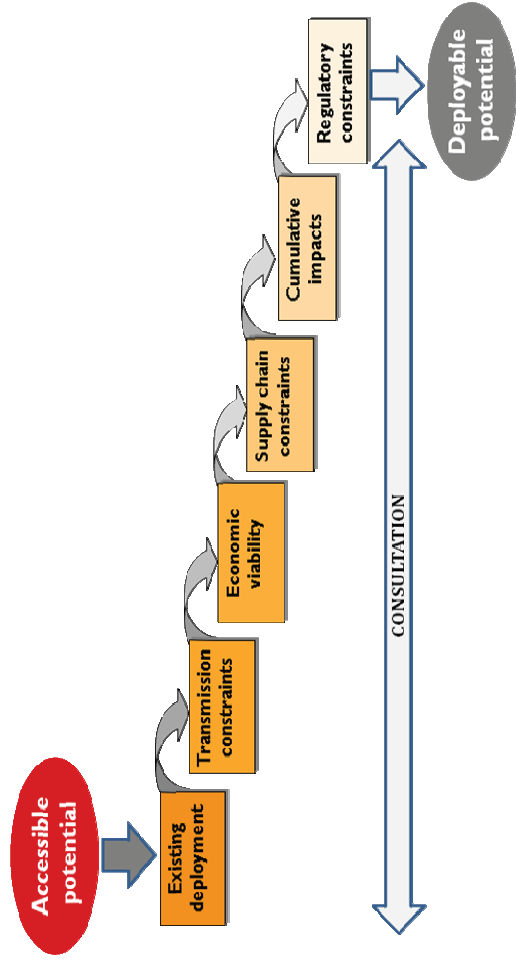 Accessible
potential
Existing
deployment
Transmission
constraints
Economic
viability
Supply chain
constraints
Cumulative
impacts
Regulatory
constraints
Deployable
potential
CONSULTATION